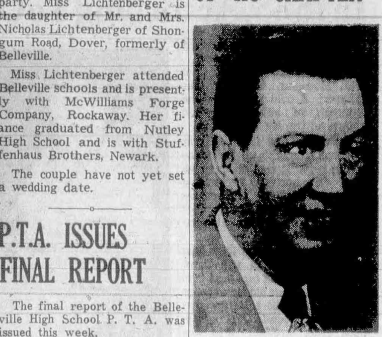 party. Miss Lichtenberger is
the daughter of Mr. and Mrs.
Nicholas Lichtenberger of Shon-
gum Road, Dover, formerly of
Belleville.
Miss Lichtenberger attended
Belleville schools and is present-
ly with McWilliams Forge
Company, Rockaway. Her fi-
ance graduated from Nutley
High School and is with Stuf-
fenhaus Brothers, Newark.
The couple have not yet set
a wedding date.
P.T.A. ISSUES
FINAL REPORT
The final report of the Belle-
ville High School P. T. A. was
issued this week.